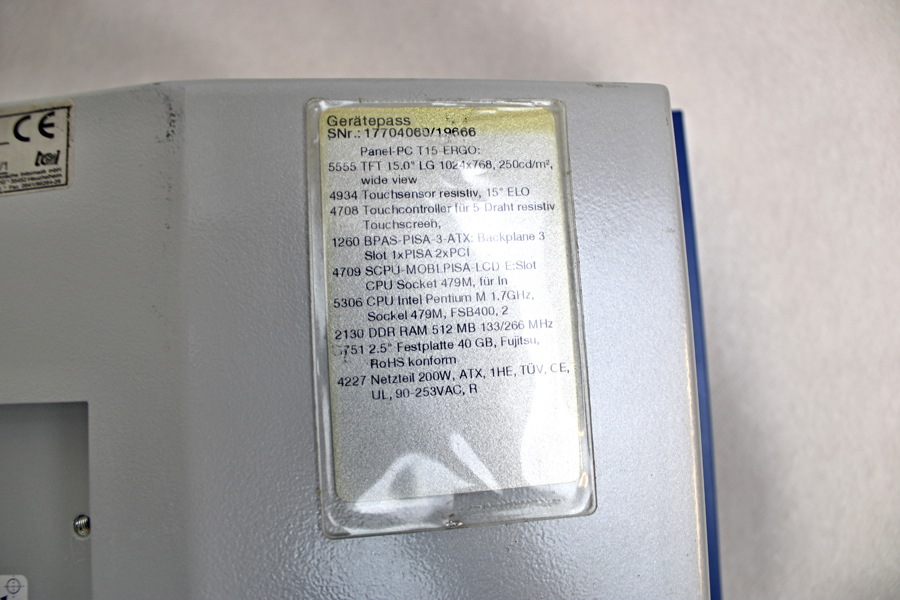 Gerätepass
SNr.: 17704060/19666
Panel-PC T15-ERGO:
5555 TFT 15.0" LG 1024x768, 250cd/m²,
wide view
4934 Touchsensor resistiv, 15" ELO
4708 Touchcontroller für 5 Draht resistiv
Touchscreen,
1260 BPAS-PISA-3-ATX: Backplane 3
Slot 1xPISA 2xPCI
4709 SCPU-MOBI.PISA-LCD E:Slot
CPU Socket 479M, für In
5306 CPU Intel Pentium M 1.7GHz,
Sockel 479M, FSB400, 2
2130 DDR RAM 512 MB 133/266 MHz
2.5" Festplatte 40 GB, Fujitsu,
RoHS konform
4227 Netzteil 200W, ATX, 1HE, TÜV, CE,
UL, 90-253VAC, R
CE